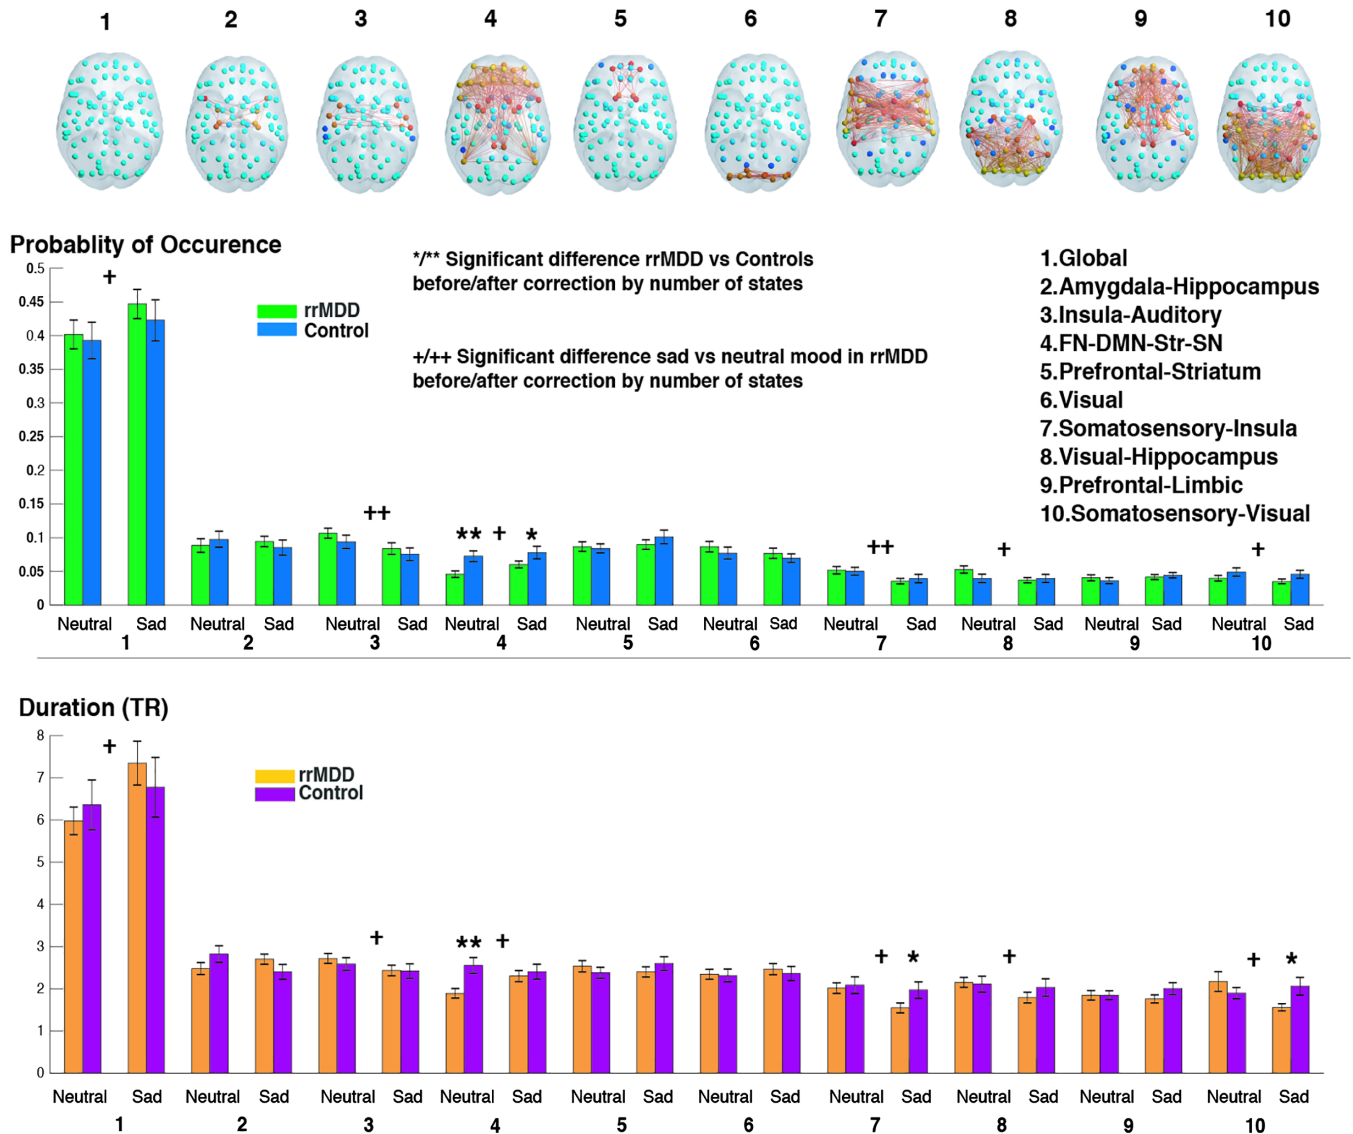 1 2 3 4 5 6 7 8 9 10
Probablity of Occurence
*/** Significant difference rrMDD vs Controls
before/after correction by number of states
+/++ Significant difference sad vs neutral mood in rrMDD
before/after correction by number of states
1.Global
2.Amygdala-Hippocampus
3.Insula-Auditory
4.FN-DMN-Str-SN
5.Prefrontal-Striatum
6.Visual
7.Somatosensory-Insula
8.Visual-Hippocampus
9.Prefrontal-Limbic
10.Somatosensory-Visual
rrMDD
Control
0.5
0.45
0.4
0.35
0.3
0.25
0.2
0.15
0.1
0.05
0
+ ++ ** + * ++ + +
Neutral Sad Neutral Sad Neutral Sad Neutral Sad Neutral Sad Neutral Sad Neutral Sad Neutral Sad Neutral Sad Neutral Sad
1 2 3 4 5 6 7 8 9 10
Duration (TR)
rrMDD
Control
8
7
6
5
4
3
2
1
0
+ + ** + + * + + *
Neutral Sad Neutral Sad Neutral Sad Neutral Sad Neutral Sad Neutral Sad Neutral Sad Neutral Sad Neutral Sad Neutral Sad
1 2 3 4 5 6 7 8 9 10